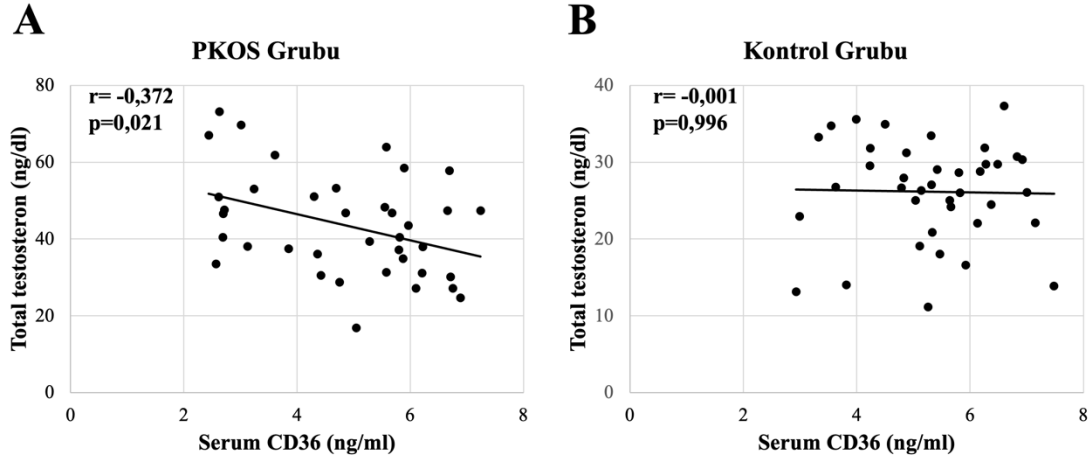 A
PKOS Grubu
r= -0,372
p=0,021
Total testosteron (ng/dl)
80
60
40
20
0
0 2 4 6 8
Serum CD36 (ng/ml)
B
Kontrol Grubu
r= -0,001
p=0,996
Total testosteron (ng/dl)
40
30
20
10
0
0 2 4 6 8
Serum CD36 (ng/ml)